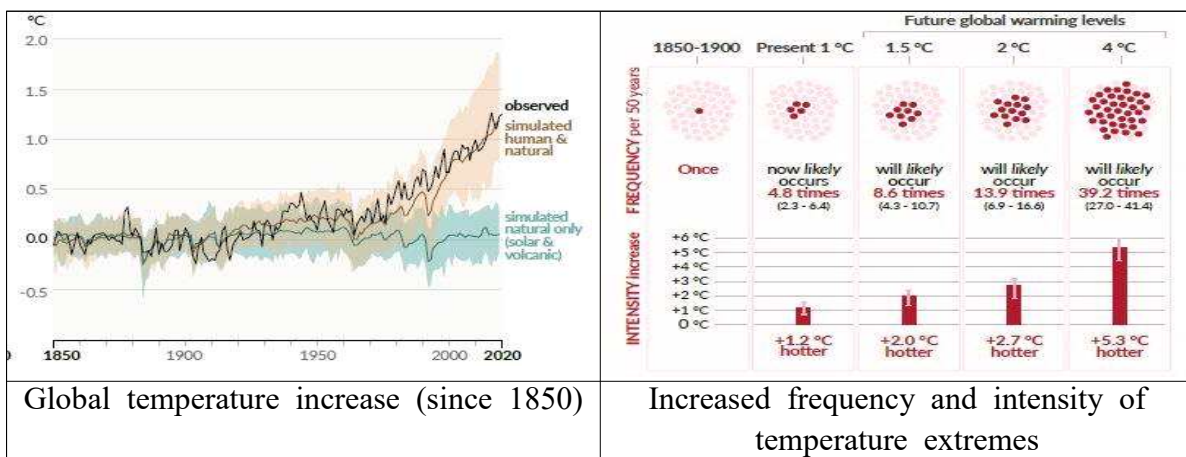 °C
2.0
1.5
1.0
0.5
0.0
-0.5
observed
simulated
human &
natural
simulated
natural only
(solar &
volcanic)
1850
1900
1950
2000
2020
Global temperature increase (since 1850)
Future global warming levels
1850-1900
Present 1 °C
1.5 °C
2 °C
4 °C
FREQUENCY per 50 years
Once
now likely
occurs
4.8 times
(2.3 - 6.4)
will likely
occur
8.6 times
(4.3 - 10.7)
will likely
occur
13.9 times
(6.9 - 16.6)
will likely
occur
39.2 times
(27.0 - 41.4)
INTENSITY increase
+6 °C
+5 °C
+4 °C
+3 °C
+2 °C
+1 °C
0 °C
+1.2 °C
hotter
+2.0 °C
hotter
+2.7 °C
hotter
+5.3 °C
hotter
Increased frequency and intensity of
temperature extremes